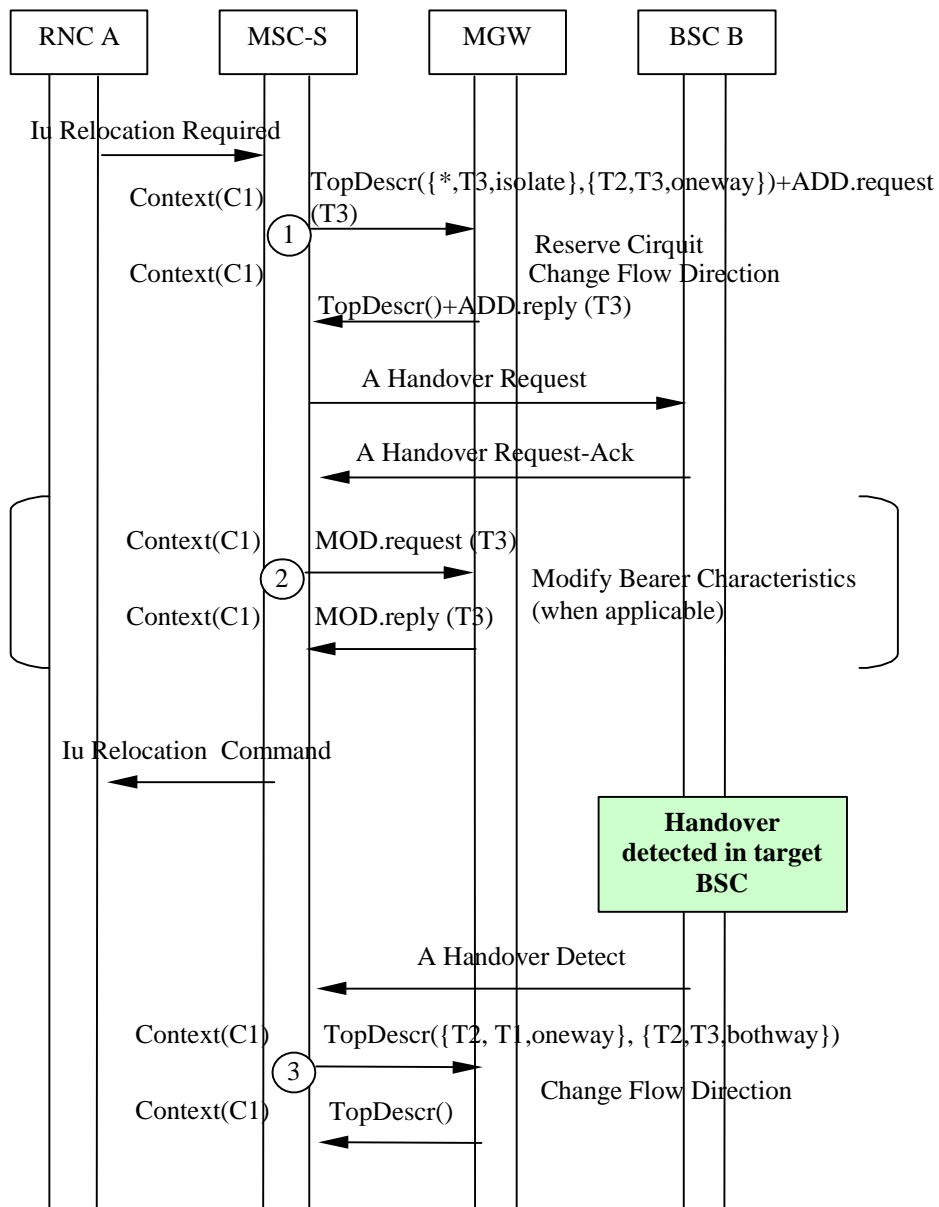 RNC A
MSC-S
MGW
BSC B
Iu Relocation Required
Context(C1)
TopDescr({*,T3,isolate},{T2,T3,oneway})+ADD.request
(T3)
1
Reserve Cirquit
Context(C1)
Change Flow Direction
TopDescr()+ADD.reply (T3)
A Handover Request
A Handover Request-Ack
Context(C1)
MOD.request (T3)
2
Modify Bearer Characteristics
(when applicable)
Context(C1)
MOD.reply (T3)
Iu Relocation Command
Handover
detected in target
BSC
A Handover Detect
Context(C1)
TopDescr({T2, T1,oneway}, {T2,T3,bothway})
3
Change Flow Direction
Context(C1)
TopDescr()